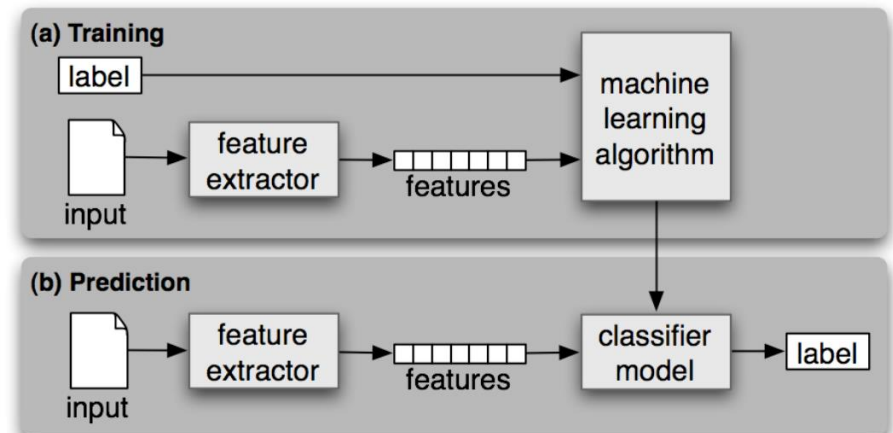 (a) Training
label
machine
learning
algorithm
feature
extractor
features
input
(b) Prediction
feature
extractor
features
classifier
model
label
input